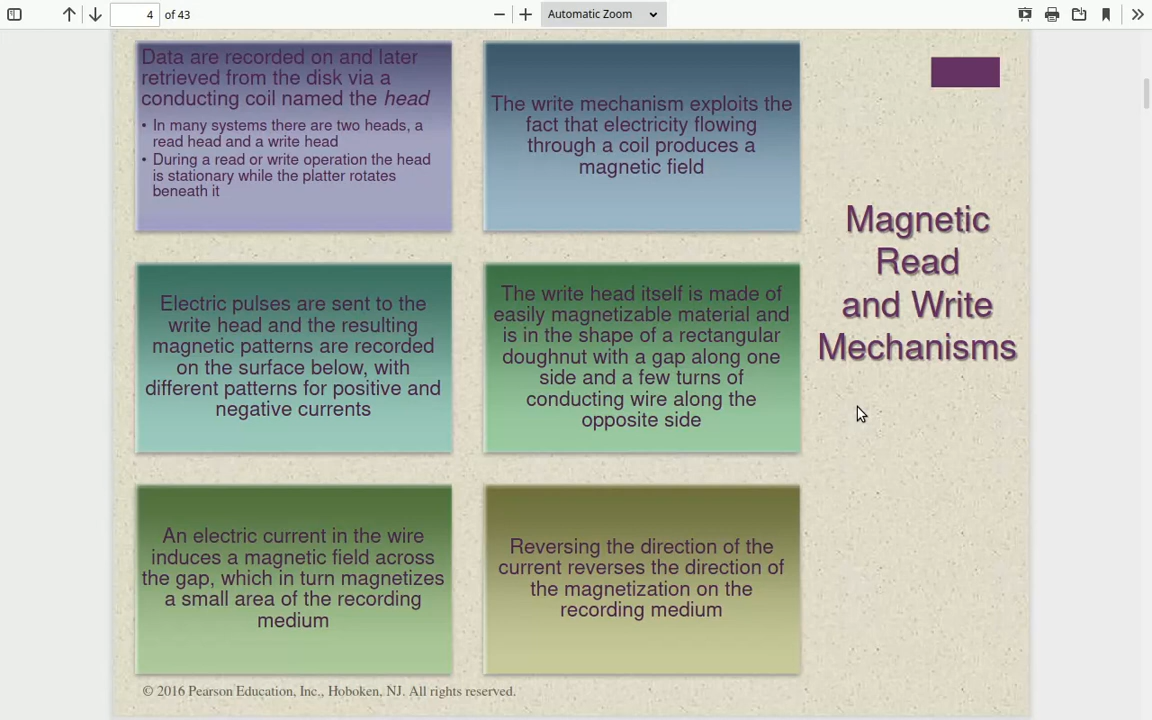 4 of 43
Automatic Zoom
Data are recorded on and later
retrieved from the disk via a
conducting coil named the head
• In many systems there are two heads, a
read head and a write head
• During a read or write operation the head
is stationary while the platter rotates
beneath it
The write mechanism exploits the
fact that electricity flowing
through a coil produces a
magnetic field
Electric pulses are sent to the
write head and the resulting
magnetic patterns are recorded
on the surface below, with
different patterns for positive and
negative currents
The write head itself is made of
easily magnetizable material and
is in the shape of a rectangular
doughnut with a gap along one
side and a few turns of
conducting wire along the
opposite side
An electric current in the wire
induces a magnetic field across
the gap, which in turn magnetizes
a small area of the recording
medium
Reversing the direction of the
current reverses the direction of
the magnetization on the
recording medium
Magnetic
Read
and Write
Mechanisms
© 2016 Pearson Education, Inc., Hoboken, NJ. All rights reserved.